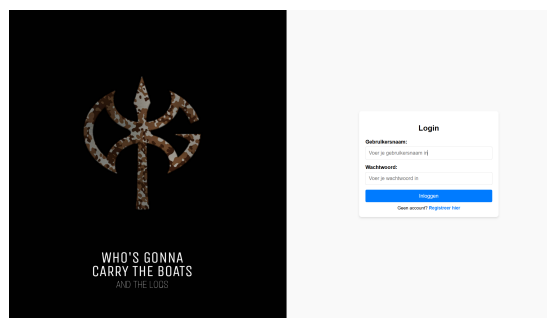 WHO'S GONNA
CARRY THE BOATS
AND THE LOGS
Login
Gebruikersnaam:
Voer je gebruikersnaam in
Wachtwoord:
Voer je wachtwoord in
Inloggen
Geen account? Registreer hier